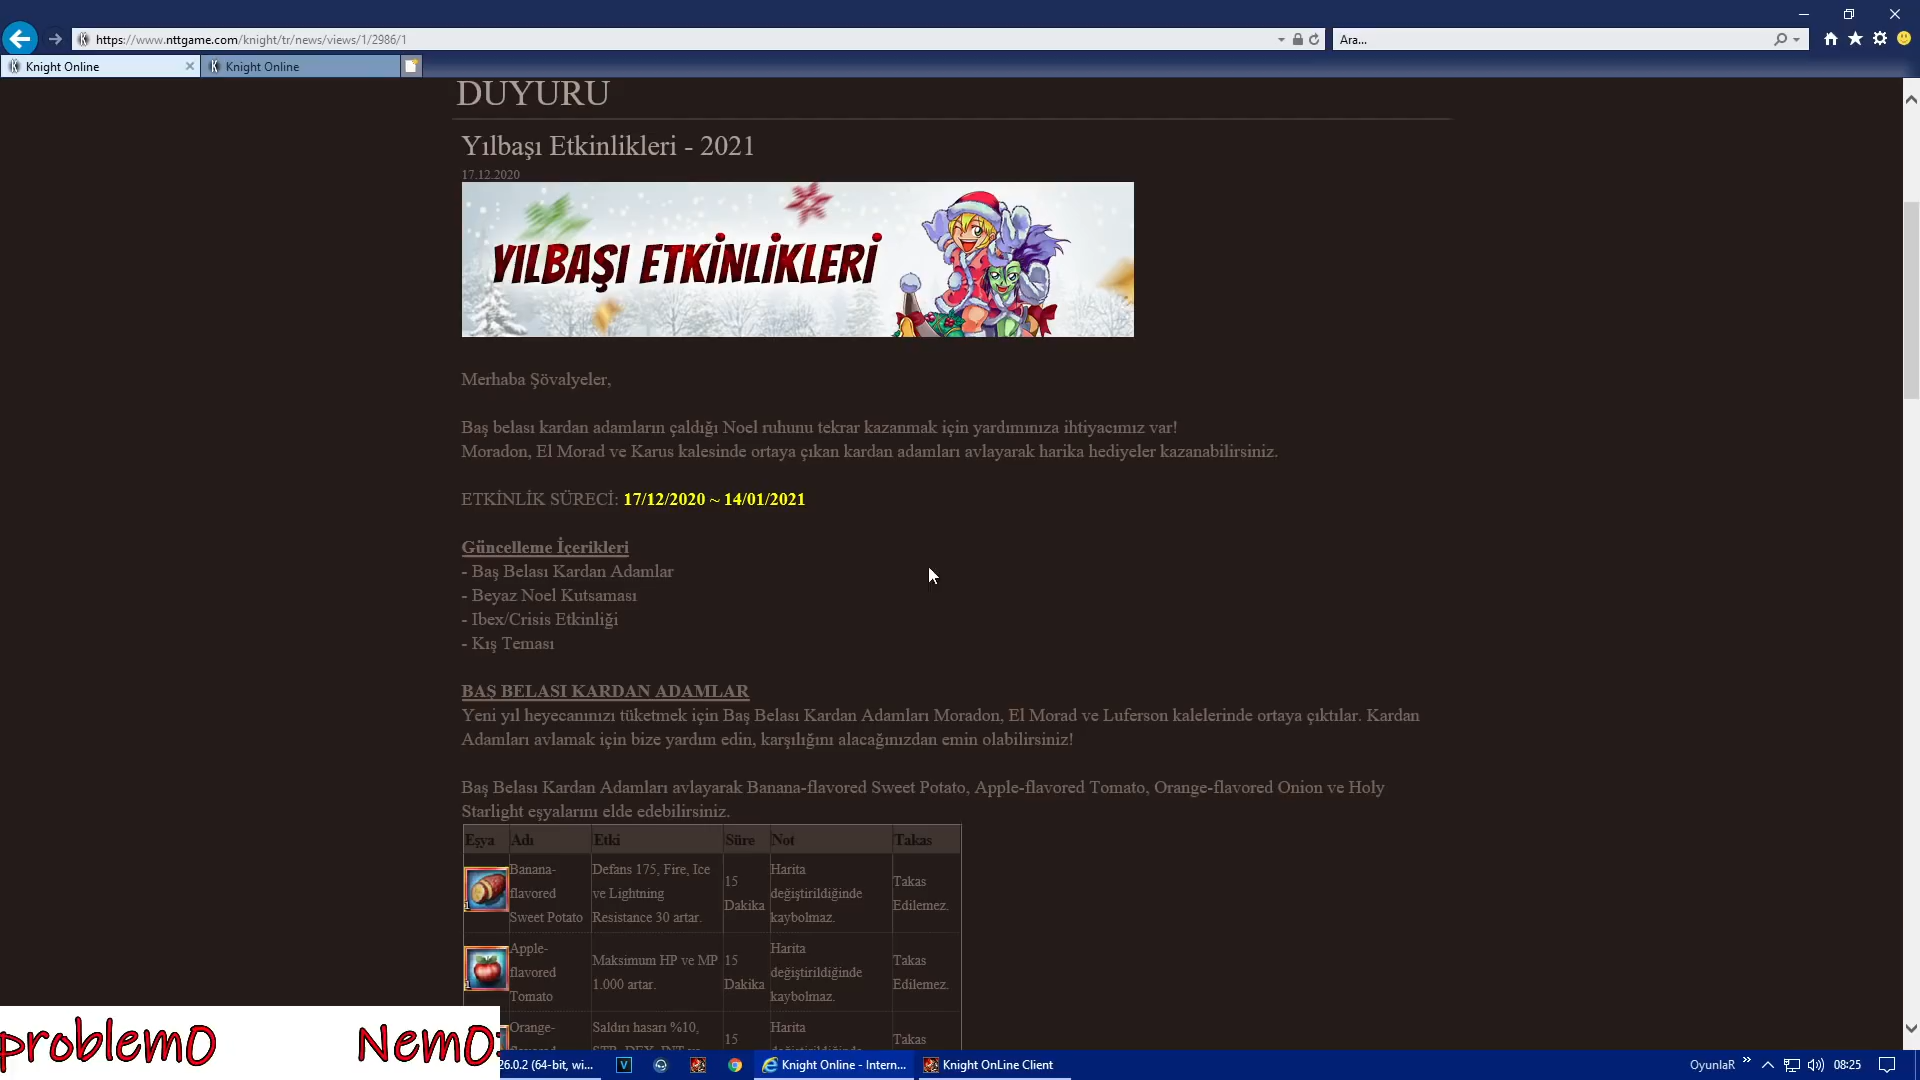 https://www.nttgame.com/knight/tr/news/views/1/2986/1
Ara...
Knight Online
Knight Online
DUYURU
Yılbaşı Etkinlikleri - 2021
17.12.2020
YILBAŞI ETKİNLİKLERİ
Merhaba Şövalyeler,
Baş belası kardan adamların çaldığı Noel ruhunu tekrar kazanmak için yardımınıza ihtiyacımız var!
Moradon, El Morad ve Karus kalesinde ortaya çıkan kardan adamları avlayarak harika hediyeler kazanabilirsiniz.
ETKİNLİK SÜRECİ: 17/12/2020 ~ 14/01/2021
Güncelleme İçerikleri
- Baş Belası Kardan Adamlar
- Beyaz Noel Kutsaması
- Ibex/Crisis Etkinliği
- Kış Teması
BAŞ BELASI KARDAN ADAMLAR
Yeni yıl heyecanınızı tüketmek için Baş Belası Kardan Adamları Moradon, El Morad ve Luferson kalelerinde ortaya çıktılar. Kardan
Adamları avlamak için bize yardım edin, karşılığını alacağınızdan emin olabilirsiniz!
Baş Belası Kardan Adamları avlayarak Banana-flavored Sweet Potato, Apple-flavored Tomato, Orange-flavored Onion ve Holy
Starlight eşyalarını elde edebilirsiniz.
Eşya Adı Etki Süre Not Takas
Banana-
flavored
Sweet Potato
Defans 175, Fire, Ice
ve Lightning
Resistance 30 artar.
15
Dakika
Harita
değiştirildiğinde
kaybolmaz.
Takas
Edilemez.
Apple-
flavored
Tomato
Maksimum HP ve MP
1.000 artar.
15
Dakika
Harita
değiştirildiğinde
kaybolmaz.
Takas
Edilemez.
Orange-
Saldırı hasarı %10,
15
Harita
Takas
problem0 Nem0
26.0.2 (64-bit, wi...
Knight Online - Intern...
Knight OnLine Client
OyunlaR
08:25